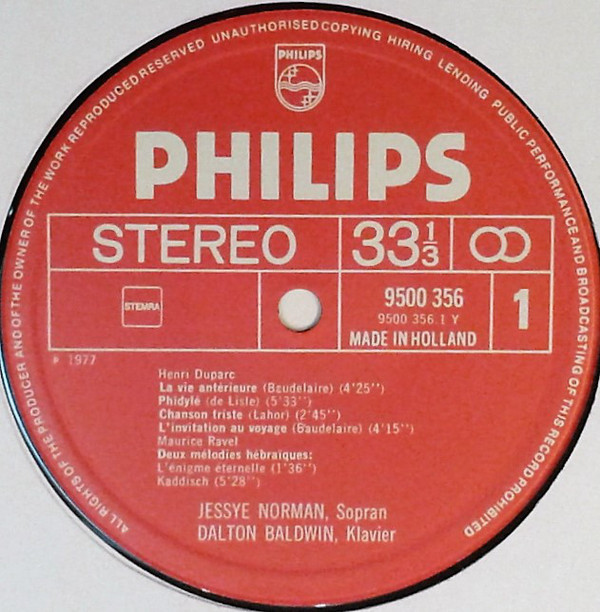 ALL RIGHTS OF THE PRODUCER AND OF THE OWNER OF THE WORK REPRODUCED RESERVED UNAUTHORISED COPYING HIRING LENDING PUBLIC PERFORMANCE AND BROADCASTING OF THIS RECORD PROHIBITED
PHILIPS
PHILIPS
STEREO 33 1/3
STEMRA
9500 356
9500 356.1 Y
MADE IN HOLLAND
1
℗ 1977
Henri Duparc
La vie antérieure (Baudelaire) (4'25'')
Phidylé (de Lisle) (5'33'')
Chanson triste (Lahor) (2'45'')
L'invitation au voyage (Baudelaire) (4'15'')
Maurice Ravel
Deux mélodies hébraïques:
L'énigme éternelle (1'36'')
Kaddisch (5'28'')
JESSYE NORMAN, Sopran
DALTON BALDWIN, Klavier